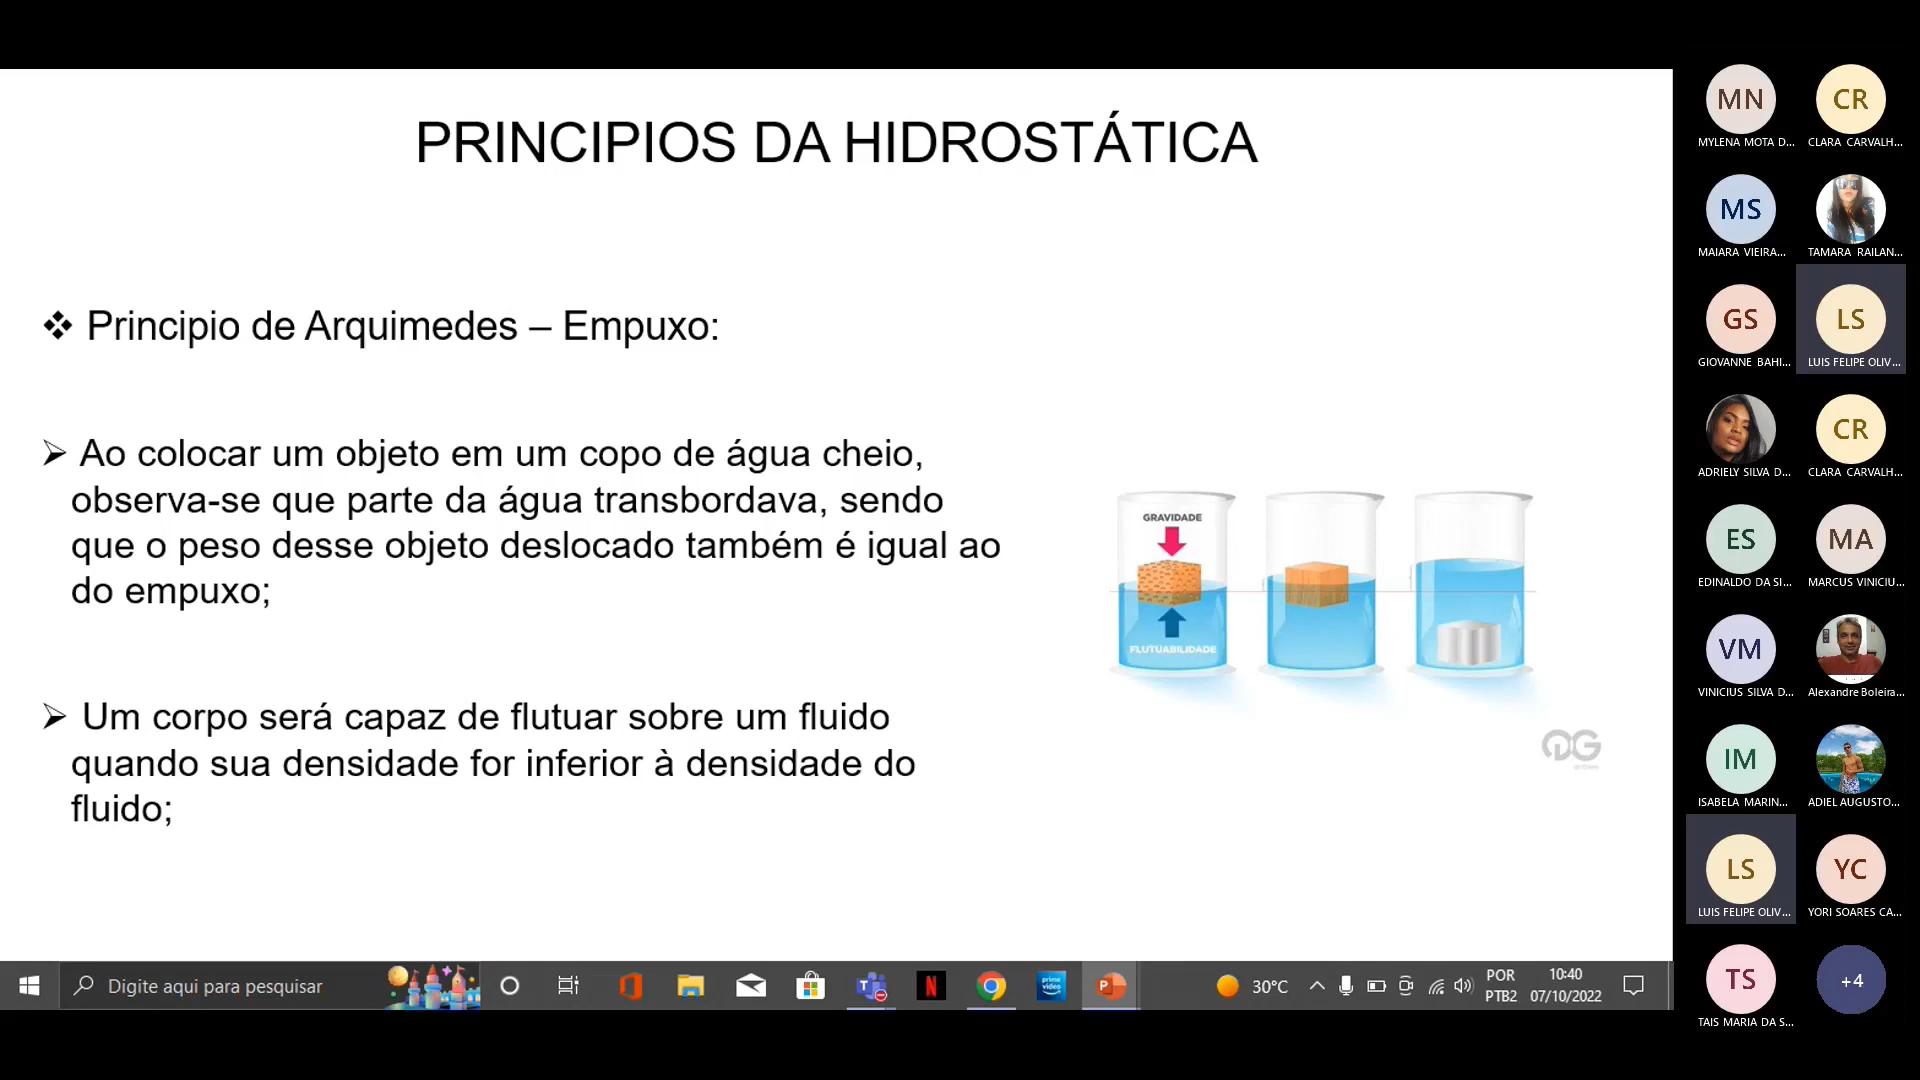 PRINCIPIOS DA HIDROSTÁTICA
❖ Principio de Arquimedes – Empuxo:
➢ Ao colocar um objeto em um copo de água cheio,
observa-se que parte da água transbordava, sendo
que o peso desse objeto deslocado também é igual ao
do empuxo;
➢ Um corpo será capaz de flutuar sobre um fluido
quando sua densidade for inferior à densidade do
fluido;
GRAVIDADE
FLUTUABILIDADE
MN
MYLENA MOTA D...
CR
CLARA CARVALH...
MS
MAIARA VIEIRA...
TAMARA RAILAN...
GS
GIOVANNE BAHI...
LS
LUIS FELIPE OLIV...
ADRIELY SILVA D...
CR
CLARA CARVALH...
ES
EDINALDO DA SI...
MA
MARCUS VINICIU...
VM
VINICIUS SILVA D...
Alexandre Boleira...
IM
ISABELA MARIN...
ADIEL AUGUSTO...
LS
LUIS FELIPE OLIV...
YC
YORI SOARES CA...
TS
TAIS MARIA DA S...
+4
Digite aqui para pesquisar
prime video
30°C
POR
PTB2
10:40
07/10/2022